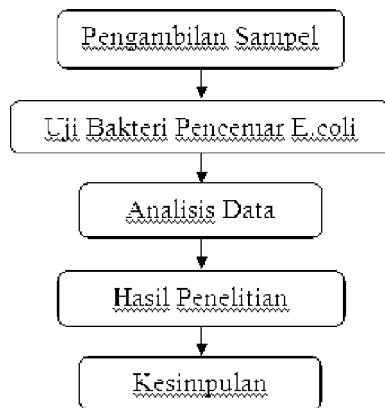 Pengambilan Sampel
Uji Bakteri Pencemar E.coli
Analisis Data
Hasil Penelitian
Kesimpulan